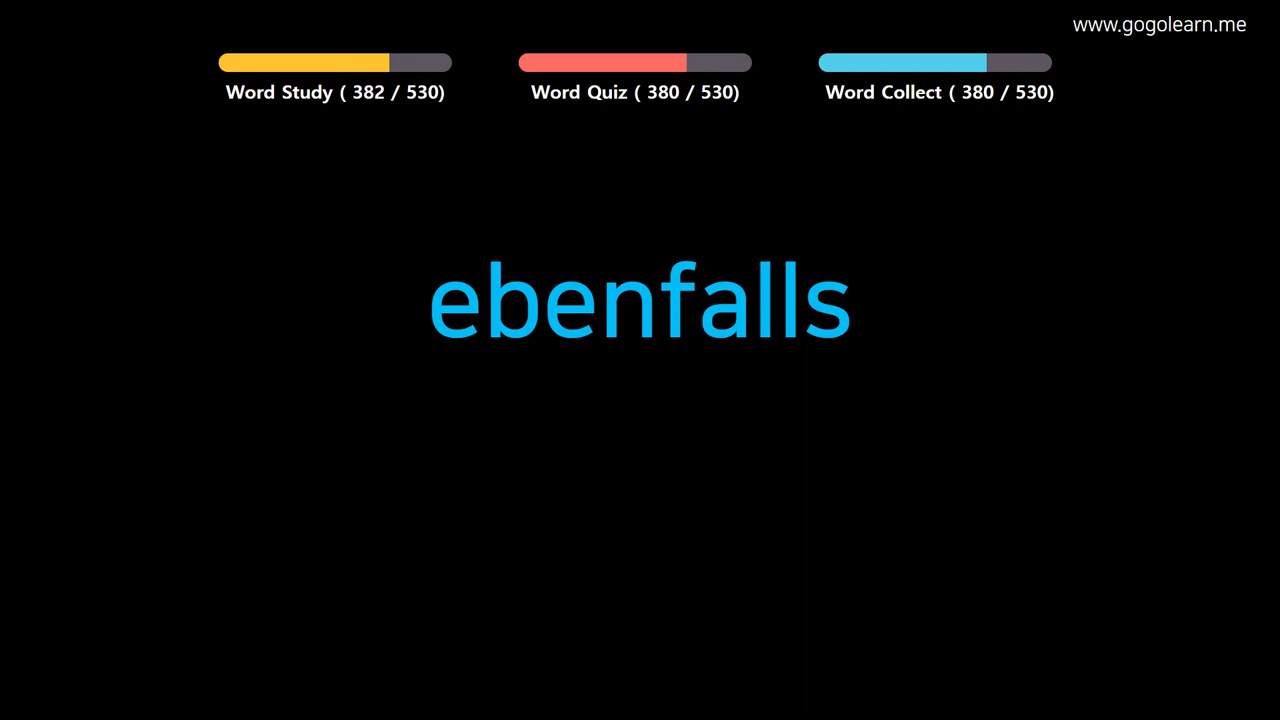 www.gogolearn.me
Word Study ( 382 / 530)
Word Quiz ( 380 / 530)
Word Collect ( 380 / 530)
ebenfalls